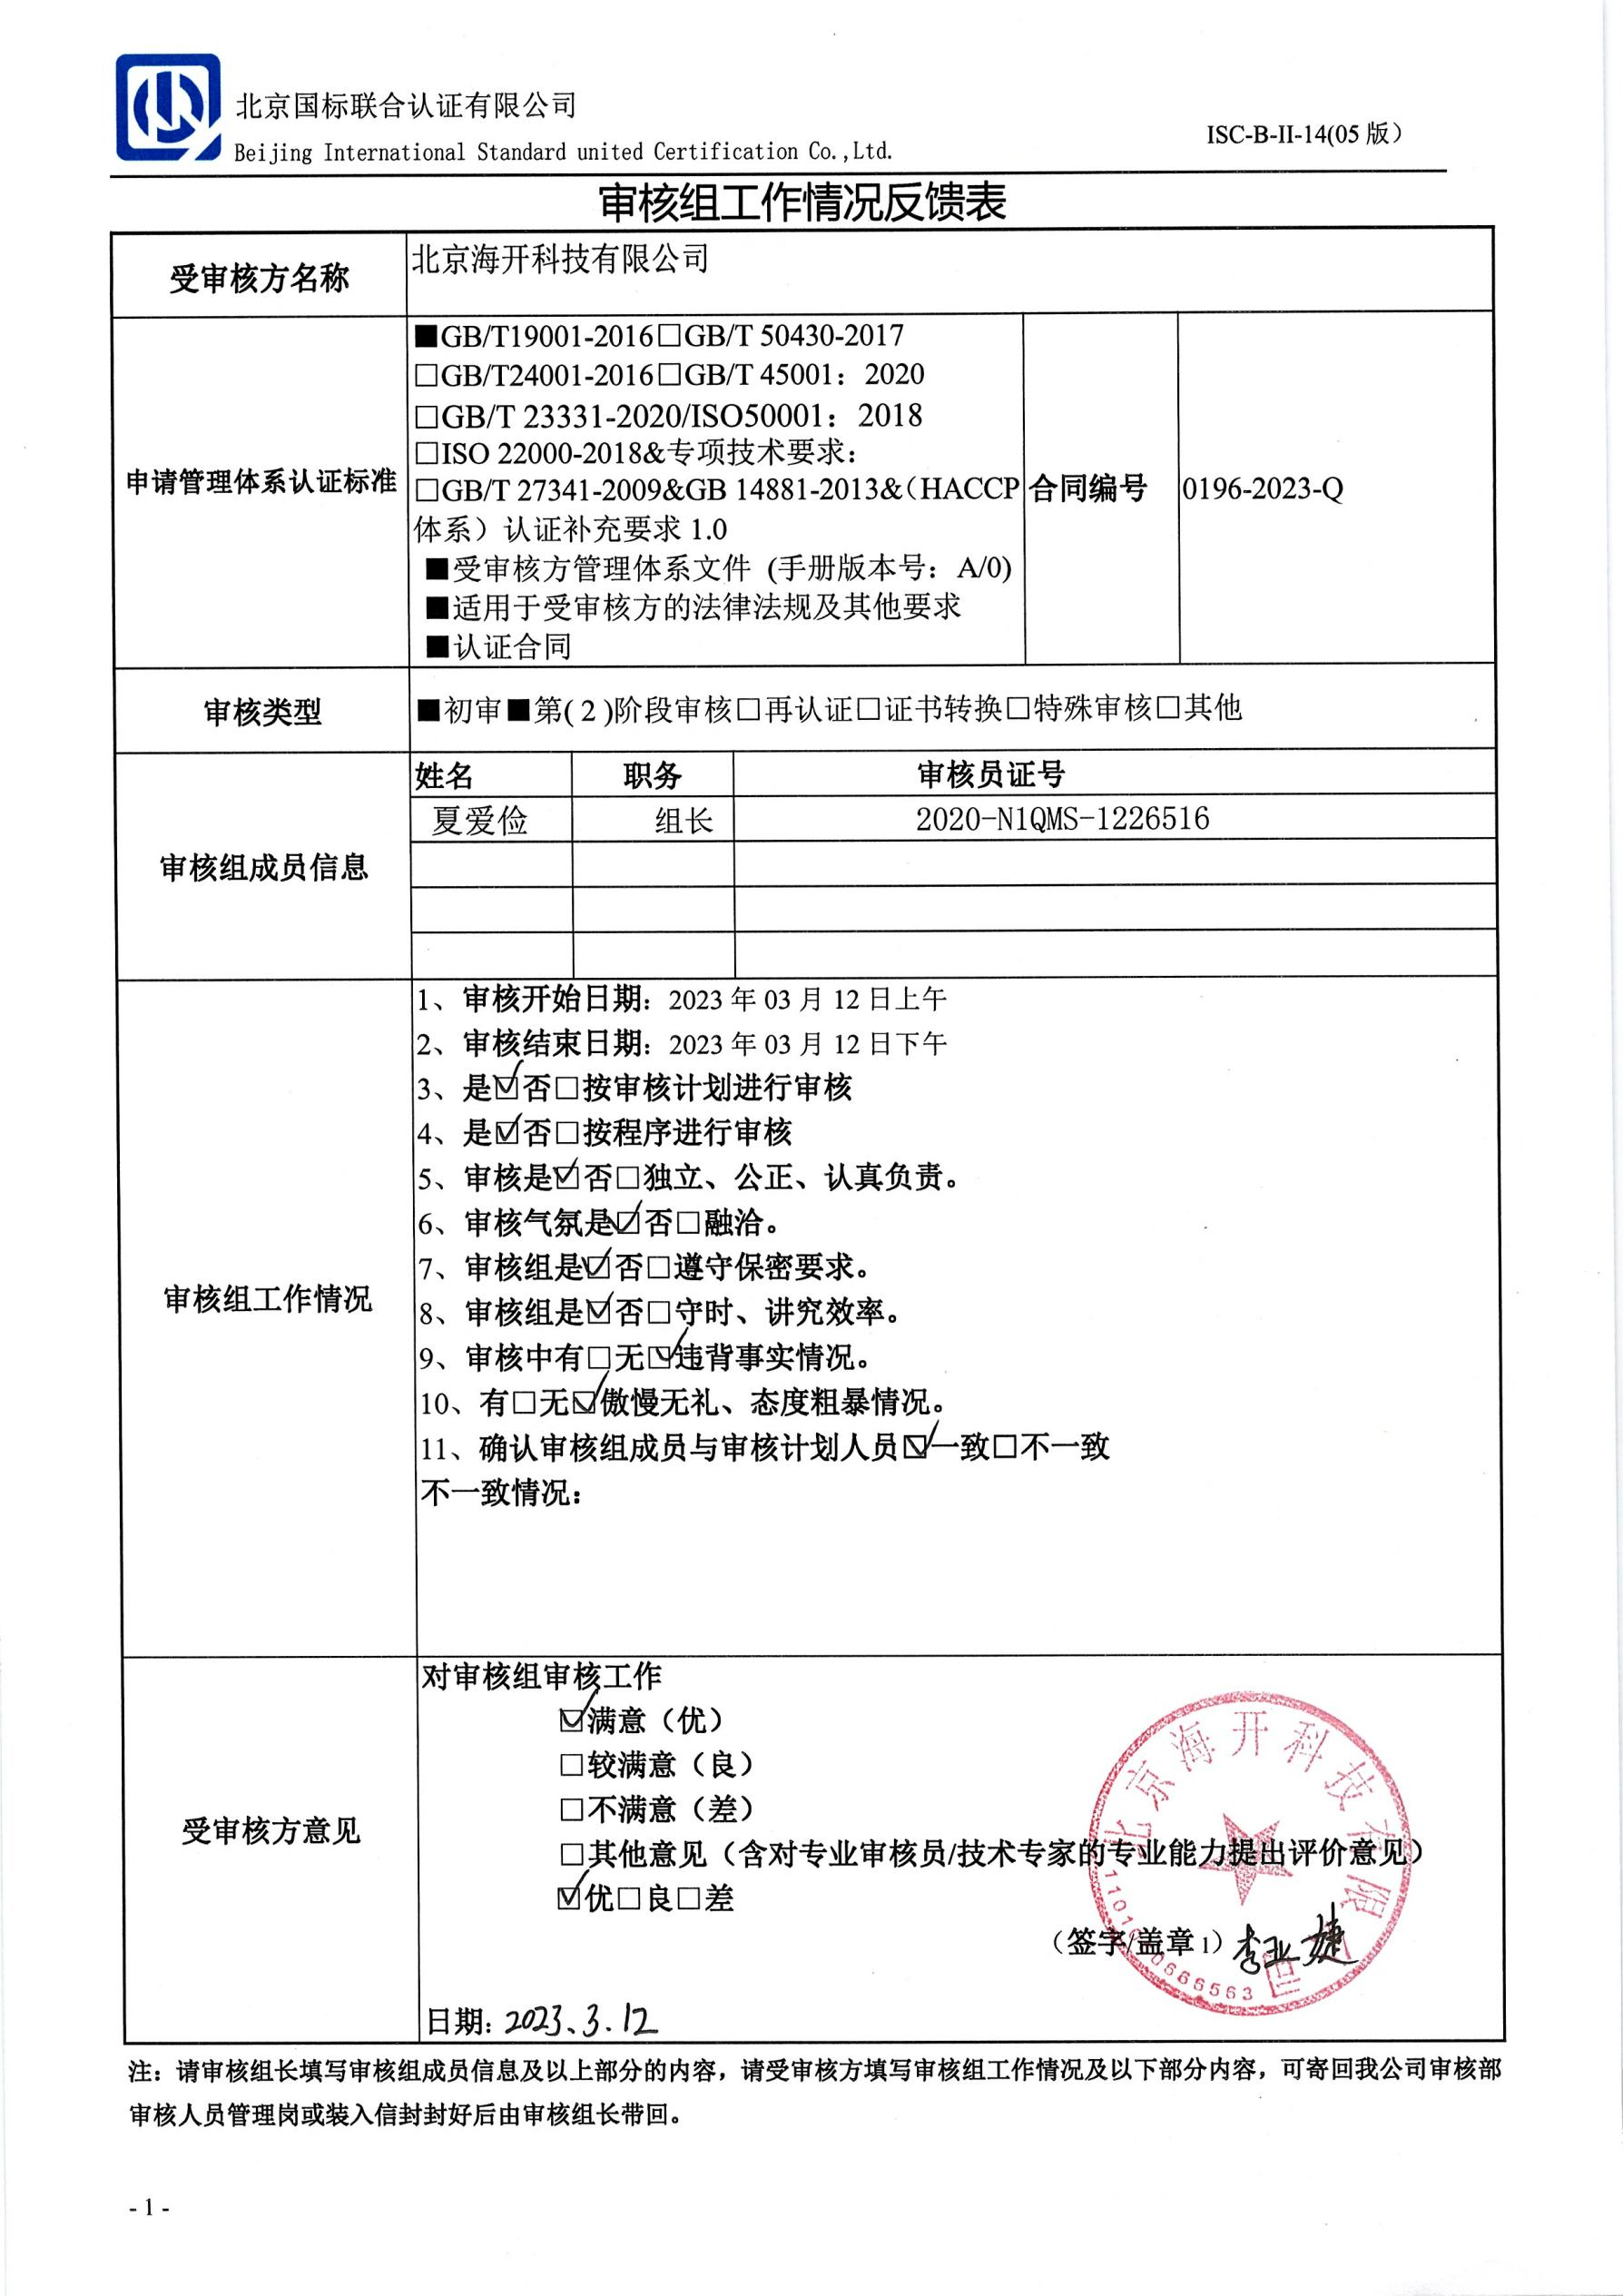 北京国标联合认证有限公司
Beijing International Standard united Certification Co.,Ltd.
ISC-B-II-14(05 版）
审核组工作情况反馈表
受审核方名称
北京海开科技有限公司
申请管理体系认证标准
■GB/T19001-2016□GB/T 50430-2017
□GB/T24001-2016□GB/T 45001：2020
□GB/T 23331-2020/ISO50001：2018
□ISO 22000-2018&专项技术要求：
□GB/T 27341-2009&GB 14881-2013&（HACCP
体系）认证补充要求 1.0
■受审核方管理体系文件 (手册版本号：A/0)
■适用于受审核方的法律法规及其他要求
■认证合同
合同编号
0196-2023-Q
审核类型
■初审■第( 2 )阶段审核□再认证□证书转换□特殊审核□其他
审核组成员信息
姓名 职务 审核员证号
夏爱俭 组长 2020-N1QMS-1226516
审核组工作情况
1、审核开始日期：2023 年 03 月 12 日上午
2、审核结束日期：2023 年 03 月 12 日下午
3、是☑否□按审核计划进行审核
4、是☑否□按程序进行审核
5、审核是☑否□独立、公正、认真负责。
6、审核气氛是☑否□融洽。
7、审核组是☑否□遵守保密要求。
8、审核组是☑否□守时、讲究效率。
9、审核中有□无☑违背事实情况。
10、有□无☑傲慢无礼、态度粗暴情况。
11、确认审核组成员与审核计划人员☑一致□不一致
不一致情况：
受审核方意见
对审核组审核工作
☑满意（优）
□较满意（良）
□不满意（差）
□其他意见（含对专业审核员/技术专家的专业能力提出评价意见）
☑优□良□差
（签字/盖章 1） 李亚捷
北京海开科技有限公司
日期：2023、3.12
注：请审核组长填写审核组成员信息及以上部分的内容，请受审核方填写审核组工作情况及以下部分内容，可寄回我公司审核部
审核人员管理岗或装入信封封好后由审核组长带回。
- 1 -